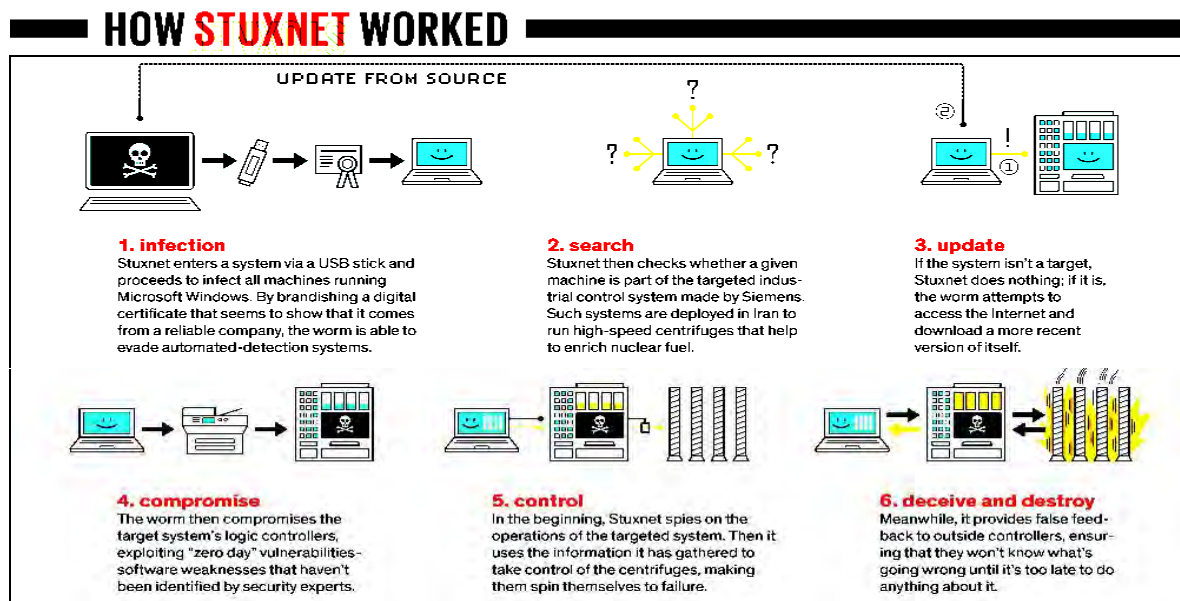 HOW STUXNET WORKED
UPDATE FROM SOURCE
?
? ?
②
!
①
1. infection
Stuxnet enters a system via a USB stick and
proceeds to infect all machines running
Microsoft Windows. By brandishing a digital
certificate that seems to show that it comes
from a reliable company, the worm is able to
evade automated-detection systems.
2. search
Stuxnet then checks whether a given
machine is part of the targeted indus-
trial control system made by Siemens.
Such systems are deployed in Iran to
run high-speed centrifuges that help
to enrich nuclear fuel.
3. update
If the system isn't a target,
Stuxnet does nothing; if it is,
the worm attempts to
access the Internet and
download a more recent
version of itself.
4. compromise
The worm then compromises the
target system's logic controllers,
exploiting "zero day" vulnerabilities-
software weaknesses that haven't
been identified by security experts.
5. control
In the beginning, Stuxnet spies on the
operations of the targeted system. Then it
uses the information it has gathered to
take control of the centrifuges, making
them spin themselves to failure.
6. deceive and destroy
Meanwhile, it provides false feed-
back to outside controllers, ensur-
ing that they won't know what's
going wrong until it's too late to do
anything about it.